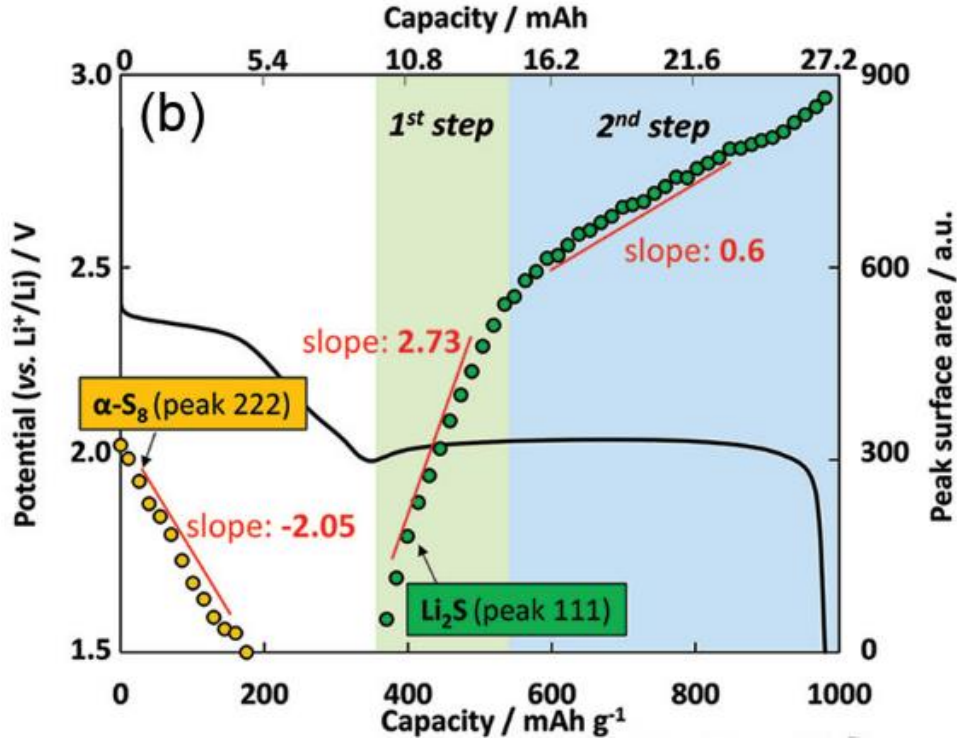 Capacity / mAh
0 5.4 10.8 16.2 21.6 27.2
3.0 900
(b) 1st step 2nd step
2.5 600
slope: 0.6
slope: 2.73
α-S8 (peak 222)
2.0 300
slope: -2.05
Li2S (peak 111)
1.5 0
0 200 400 600 800 1000
Capacity / mAh g-1
Potential (vs. Li+/Li) / V
Peak surface area / a.u.